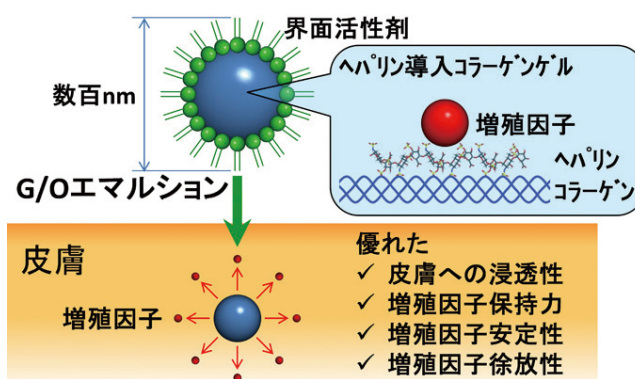 界面活性剤
数百nm
G/Oエマルション
ヘパリン導入コラーゲンゲル
増殖因子
ヘパリン
コラーゲン
皮膚
増殖因子
優れた
✓ 皮膚への浸透性
✓ 増殖因子保持力
✓ 増殖因子安定性
✓ 増殖因子徐放性